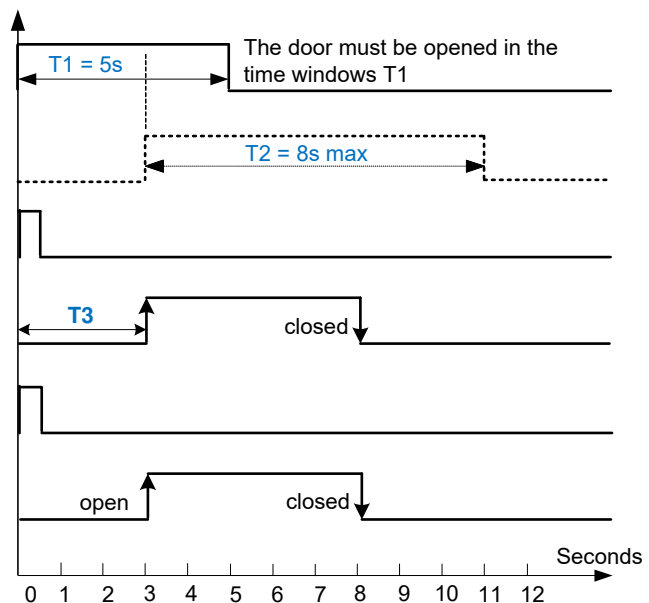 The door must be opened in the
T1 = 5s
time windows T1
T2 = 8s max
T3
closed
open
closed
Seconds
0 1 2 3 4 5 6 7 8 9 10 11 12